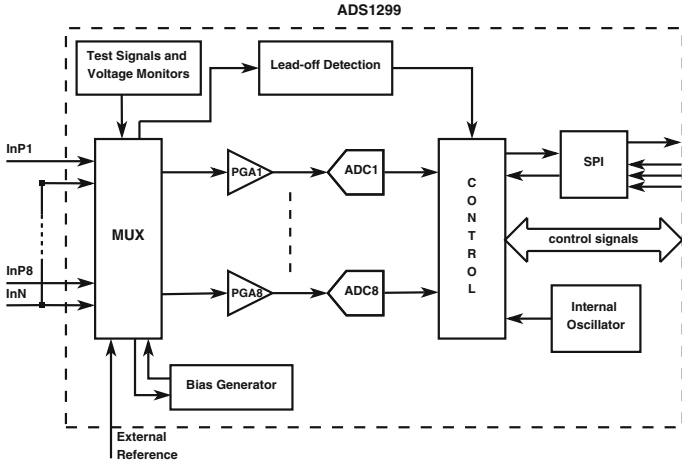 ADS1299
Test Signals and
Voltage Monitors
Lead-off Detection
InP1
PGA1
ADC1
SPI
MUX
CONTROL
control signals
InP8
InN
PGA8
ADC8
Internal
Oscillator
Bias Generator
External
Reference